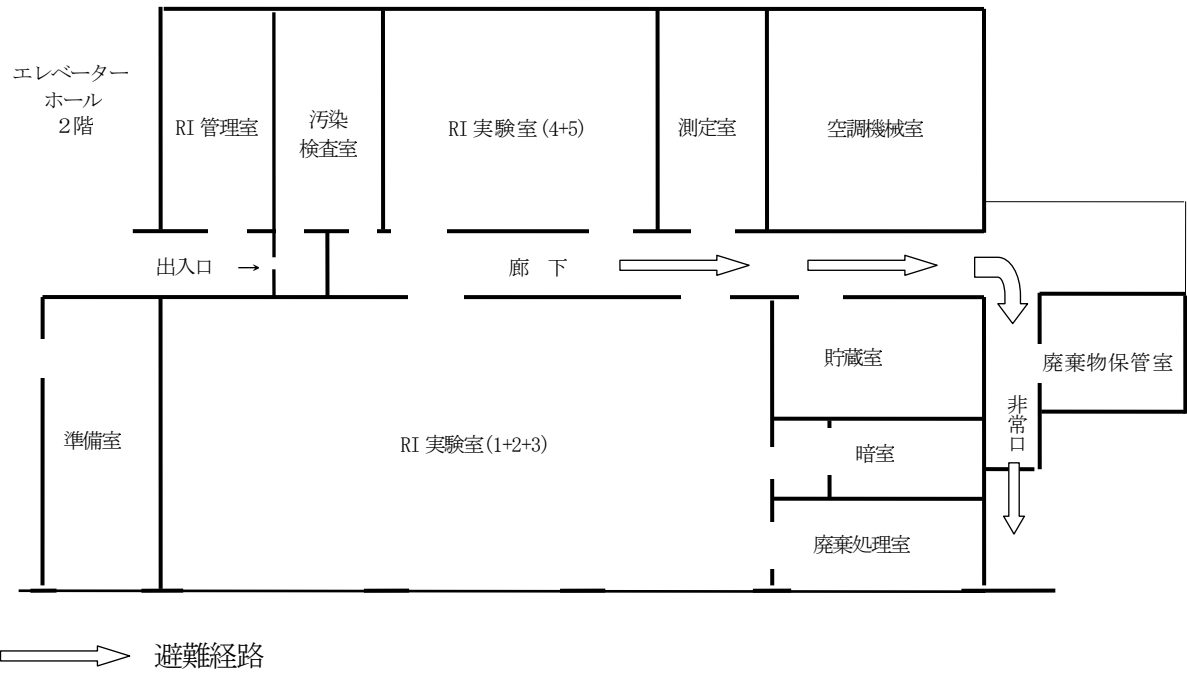 エレベーター
ホール
2階
RI 管理室
汚染
検査室
RI 実験室(4+5)
測定室
空調機械室
出入口 →
廊 下
準備室
RI 実験室(1+2+3)
貯蔵室
暗室
廃棄処理室
非常口
廃棄物保管室
避難経路